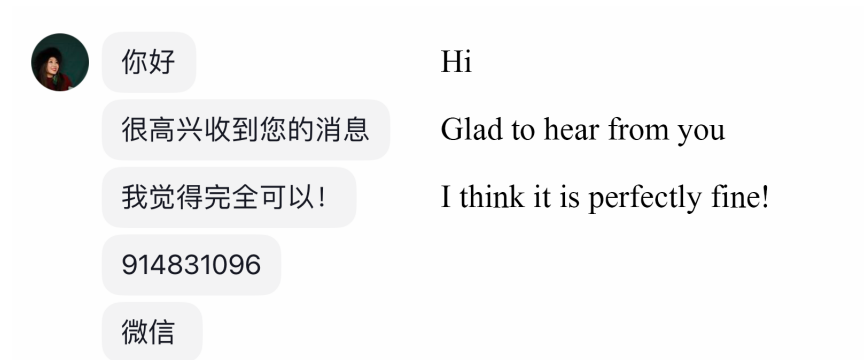 你好 Hi
很高兴收到您的消息 Glad to hear from you
我觉得完全可以！ I think it is perfectly fine!
914831096
微信